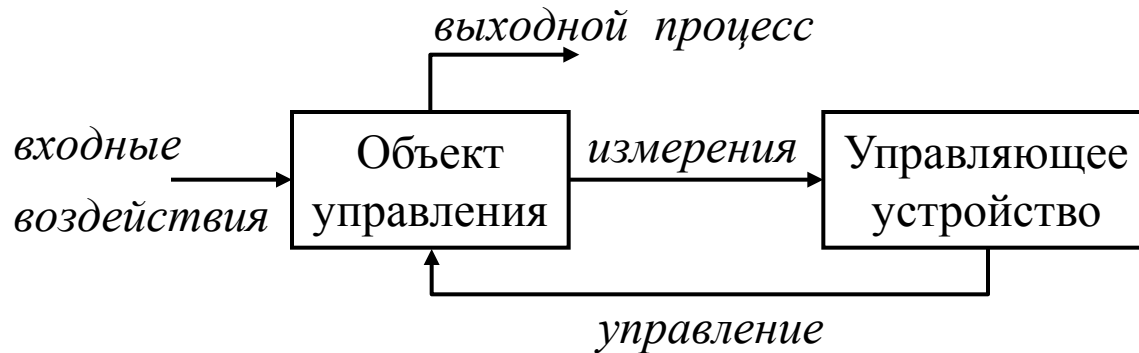 выходной процесс
входные
воздействия
Объект
управления
измерения
Управляющее
устройство
управление